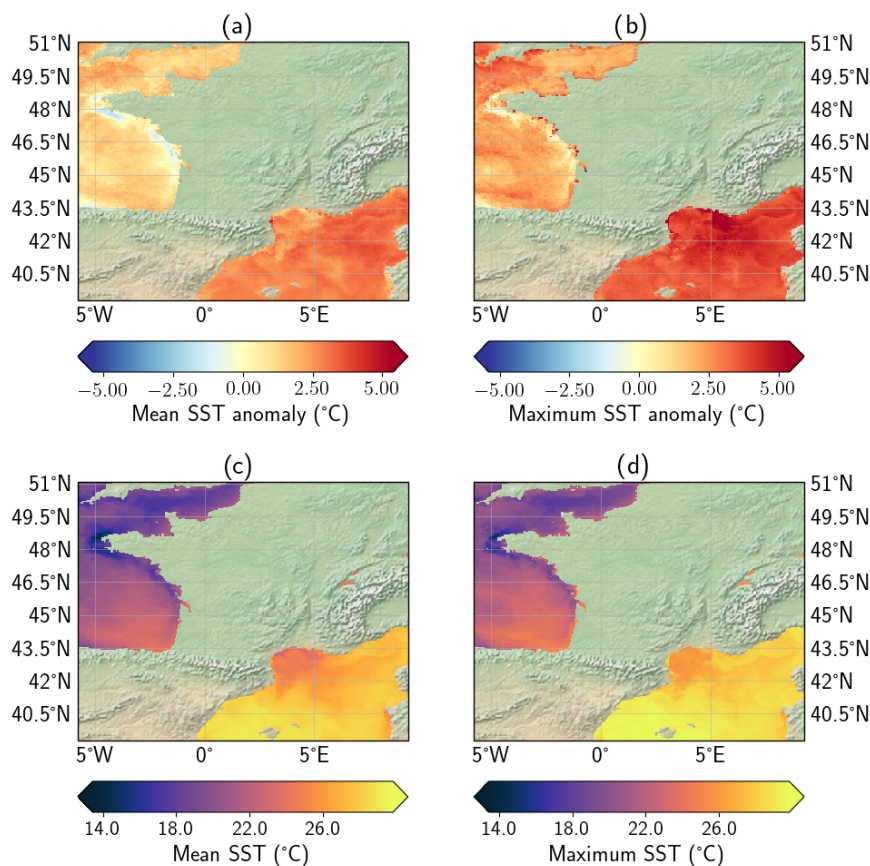 (a)
(b)
51°N
49.5°N
48°N
46.5°N
45°N
43.5°N
42°N
40.5°N
5°W 0° 5°E
51°N
49.5°N
48°N
46.5°N
45°N
43.5°N
42°N
40.5°N
5°W 0° 5°E
−5.00 −2.50 0.00 2.50 5.00
Mean SST anomaly (°C)
−5.00 −2.50 0.00 2.50 5.00
Maximum SST anomaly (°C)
(c)
(d)
51°N
49.5°N
48°N
46.5°N
45°N
43.5°N
42°N
40.5°N
5°W 0° 5°E
51°N
49.5°N
48°N
46.5°N
45°N
43.5°N
42°N
40.5°N
5°W 0° 5°E
14.0 18.0 22.0 26.0
Mean SST (°C)
14.0 18.0 22.0 26.0
Maximum SST (°C)